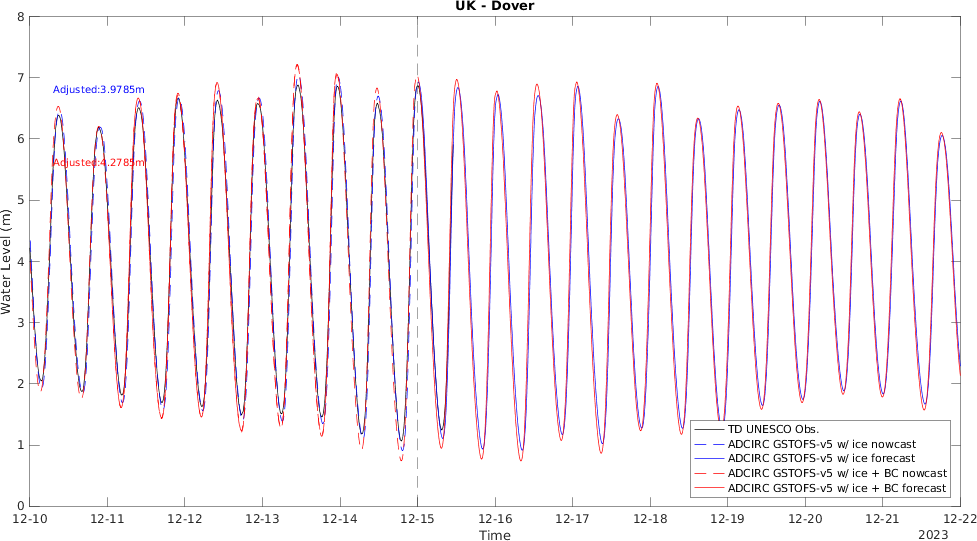 UK - Dover
8
7
6
5
4
3
2
1
0
Water Level (m)
Adjusted:3.9785m
Adjusted:4.2785m
TD UNESCO Obs.
ADCIRC GSTOFS-v5 w/ ice nowcast
ADCIRC GSTOFS-v5 w/ ice forecast
ADCIRC GSTOFS-v5 w/ ice + BC nowcast
ADCIRC GSTOFS-v5 w/ ice + BC forecast
12-10 12-11 12-12 12-13 12-14 12-15 12-16 12-17 12-18 12-19 12-20 12-21 12-22
Time
2023